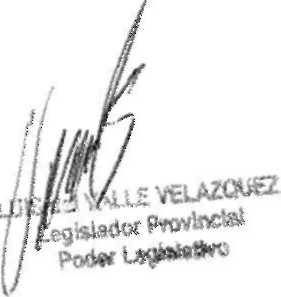 VALLE VELAZQUEZ
Legislador Provincial
Poder Legislativo